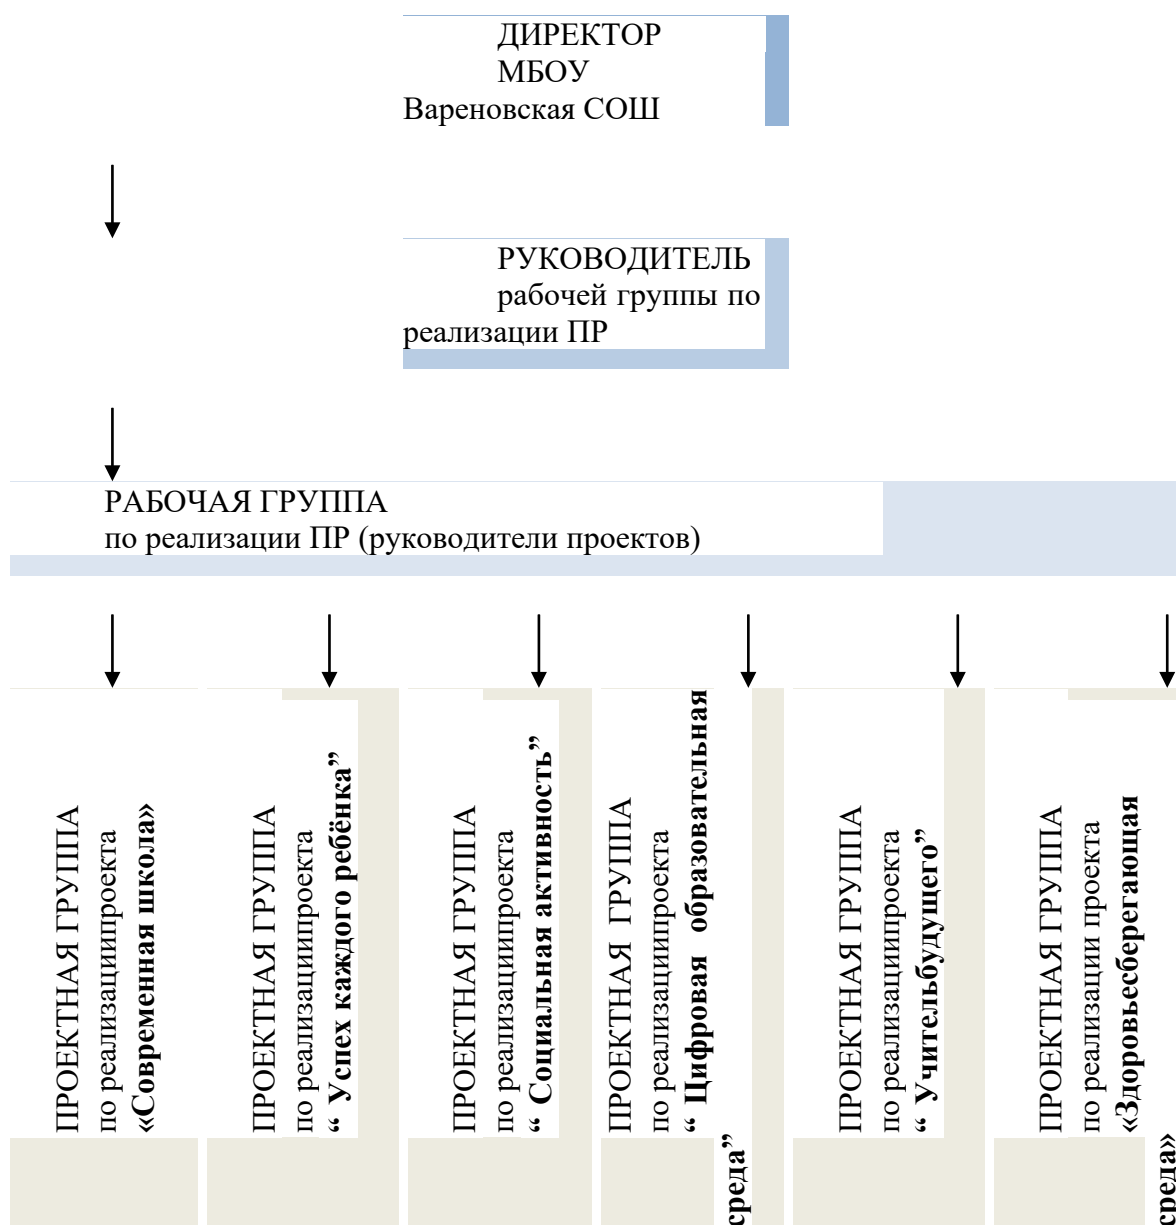 ДИРЕКТОР
МБОУ
Вареновская СОШ
РУКОВОДИТЕЛЬ
рабочей группы по
реализации ПР
РАБОЧАЯ ГРУППА
по реализации ПР (руководители проектов)
ПРОЕКТНАЯ ГРУППА
по реализациипроекта
«Современная школа»
ПРОЕКТНАЯ ГРУППА
по реализациипроекта
“ Успех каждого ребёнка”
ПРОЕКТНАЯ ГРУППА
по реализациипроекта
“ Социальная активность”
ПРОЕКТНАЯ ГРУППА
по реализациипроекта
“ Цифровая образовательная
среда”
ПРОЕКТНАЯ ГРУППА
по реализациипроекта
“ Учительбудущего”
ПРОЕКТНАЯ ГРУППА
по реализации проекта
«Здоровьесберегающая
среда»